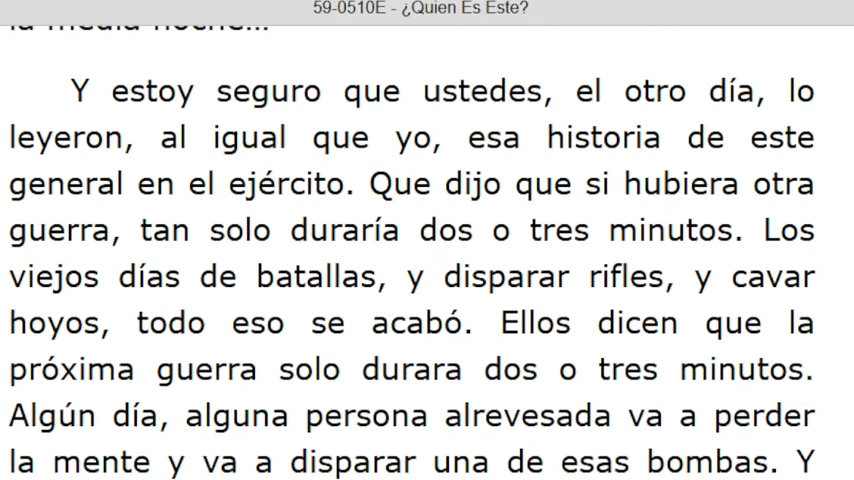 59-0510E - ¿Quien Es Este?
la media noche...
Y estoy seguro que ustedes, el otro día, lo
leyeron, al igual que yo, esa historia de este
general en el ejército. Que dijo que si hubiera otra
guerra, tan solo duraría dos o tres minutos. Los
viejos días de batallas, y disparar rifles, y cavar
hoyos, todo eso se acabó. Ellos dicen que la
próxima guerra solo durara dos o tres minutos.
Algún día, alguna persona alrevesada va a perder
la mente y va a disparar una de esas bombas. Y